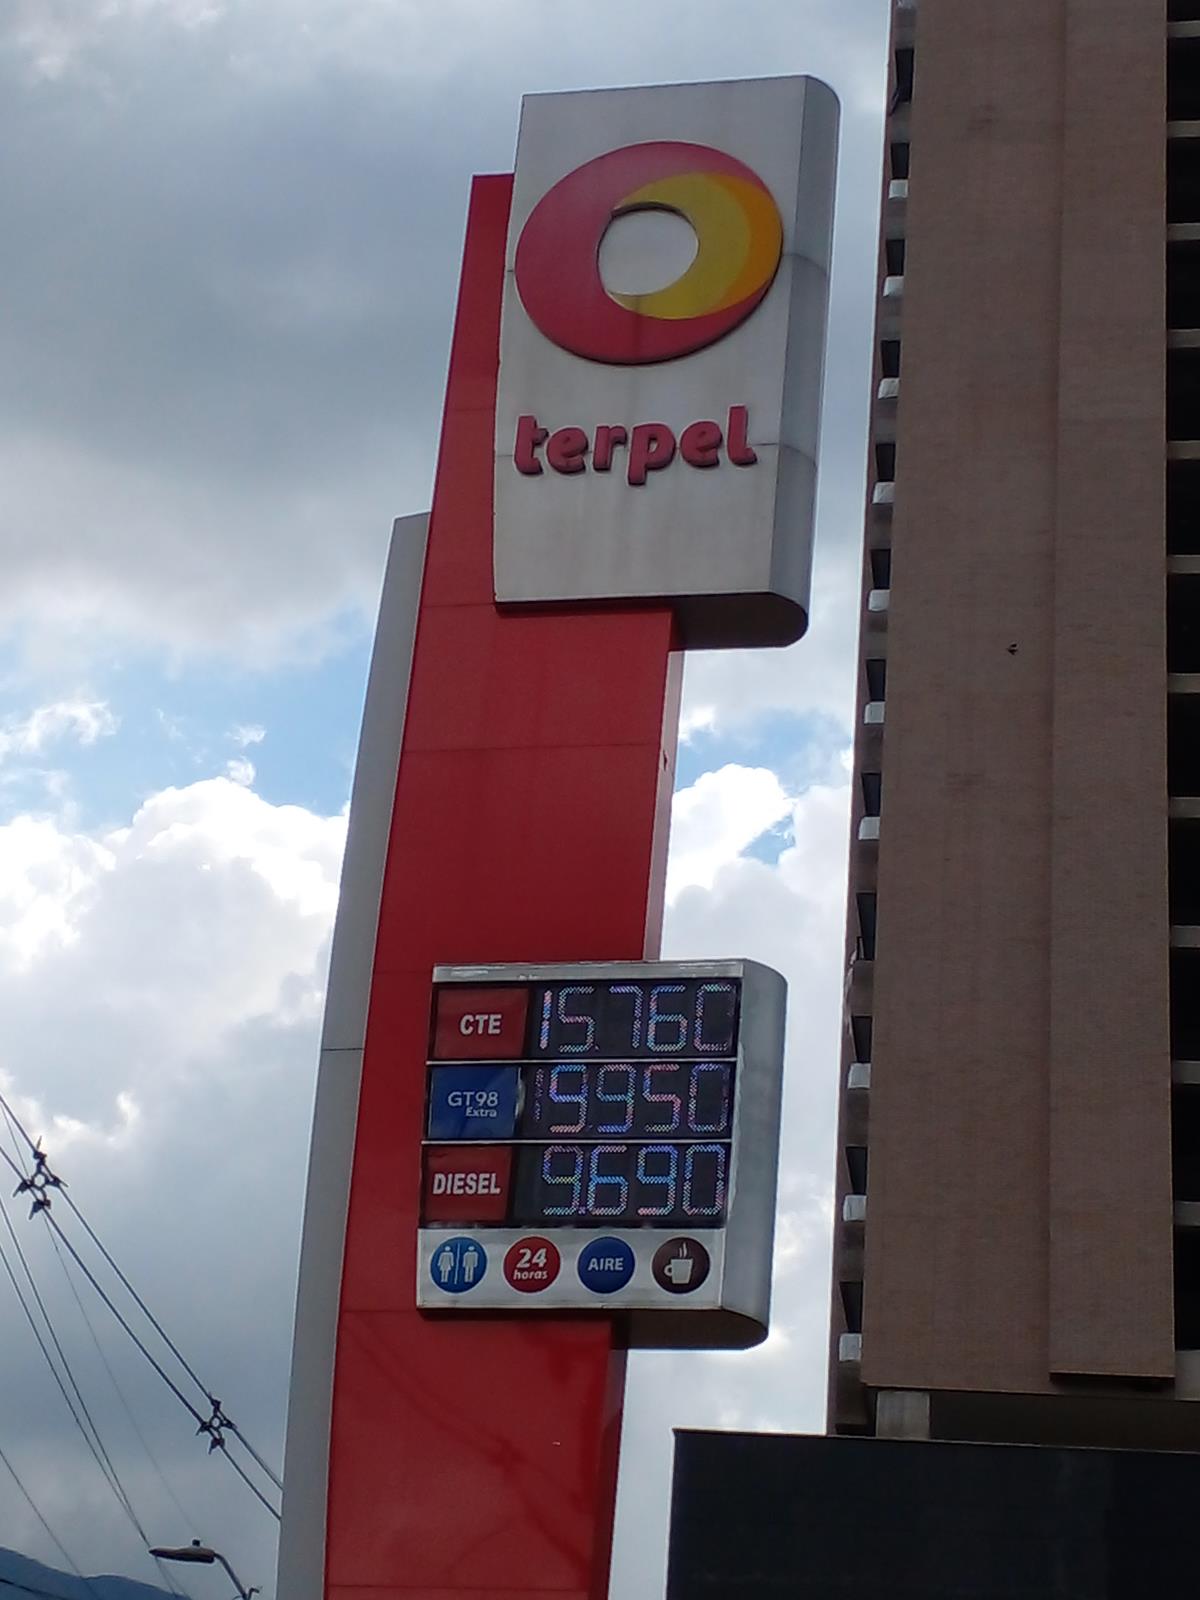 terpel
CTE 15.760
GT98 Extra 19.950
DIESEL 9.690
24 horas
AIRE